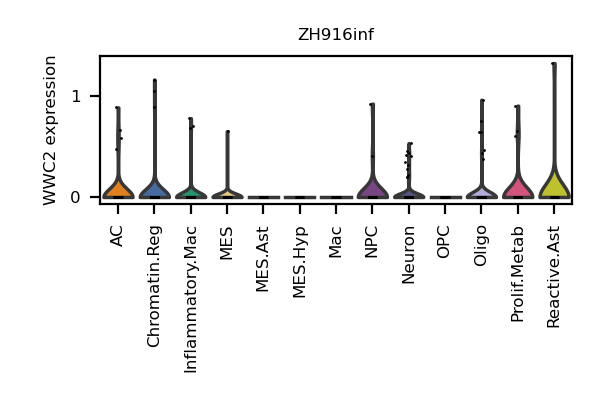 ZH916inf
WWC2 expression
1
0
AC
Chromatin.Reg
Inflammatory.Mac
MES
MES.Ast
MES.Hyp
Mac
NPC
Neuron
OPC
Oligo
Prolif.Metab
Reactive.Ast